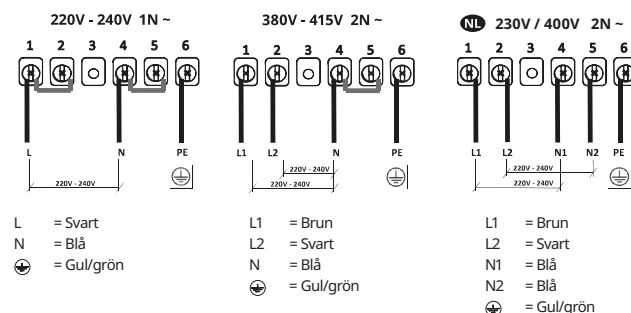 220V - 240V 1N ~
1 2 3 4 5 6
L N PE
220V - 240V
L = Svart
N = Blå
= Gul/grön
380V - 415V 2N ~
1 2 3 4 5 6
L1 L2 N PE
220V - 240V
220V - 240V
L1 = Brun
L2 = Svart
N = Blå
= Gul/grön
NL 230V / 400V 2N ~
1 2 3 4 5 6
L1 L2 N1 N2 PE
220V - 240V
220V - 240V
L1 = Brun
L2 = Svart
N1 = Blå
N2 = Blå
= Gul/grön